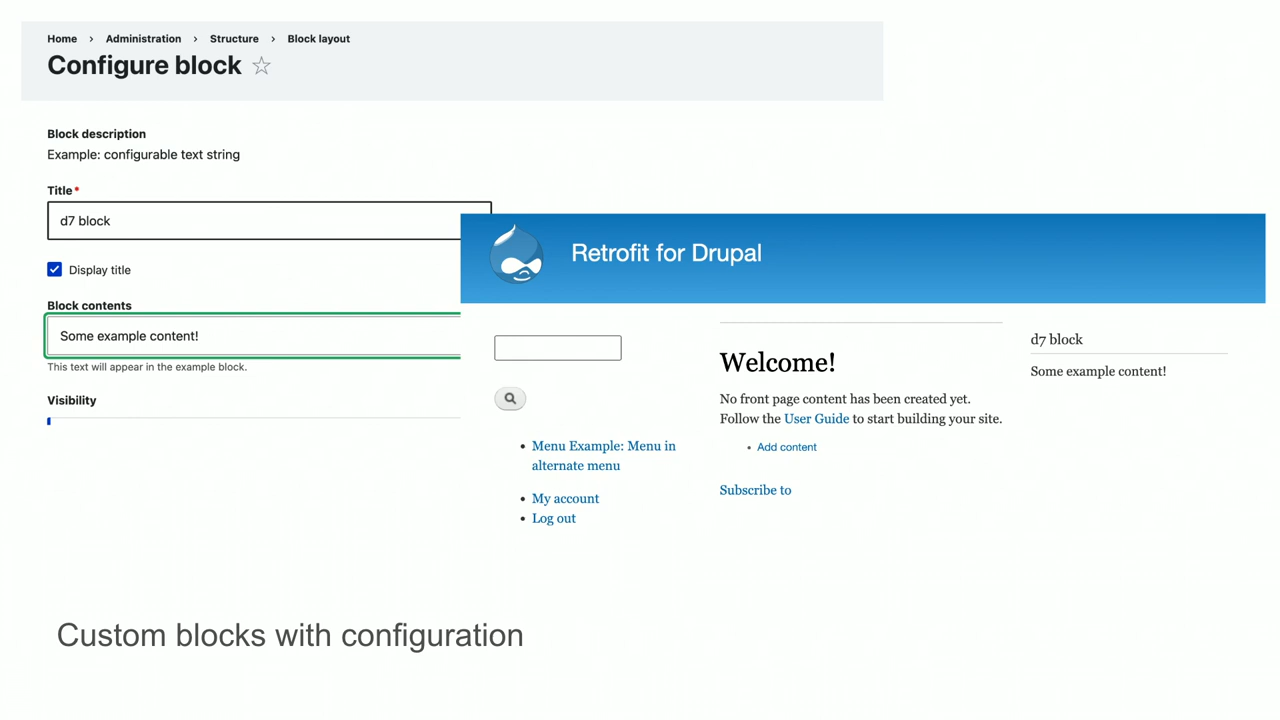 Home › Administration › Structure › Block layout
Configure block
Block description
Example: configurable text string
Title*
d7 block
Display title
Block contents
Some example content!
This text will appear in the example block.
Visibility
Retrofit for Drupal
Menu Example: Menu in
alternate menu
My account
Log out
Welcome!
No front page content has been created yet.
Follow the User Guide to start building your site.
Add content
Subscribe to
d7 block
Some example content!
Custom blocks with configuration